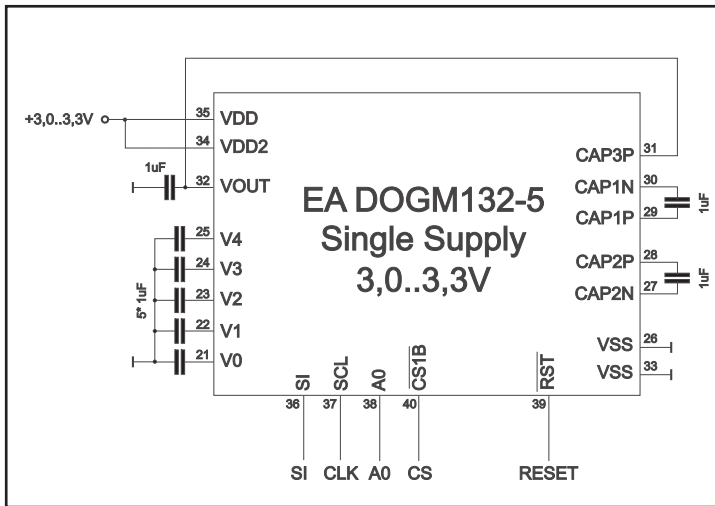 +3,0..3,3V
35 VDD
34 VDD2
1uF
32 VOUT
25 V4
24 V3
23 V2
22 V1
21 V0
5* 1uF
EA DOGM132-5
Single Supply
3,0..3,3V
CAP3P 31
CAP1N 30
CAP1P 29
1uF
CAP2P 28
CAP2N 27
1uF
VSS 26
VSS 33
SI SCL A0 CS1B RST
36 37 38 40 39
SI CLK A0 CS RESET